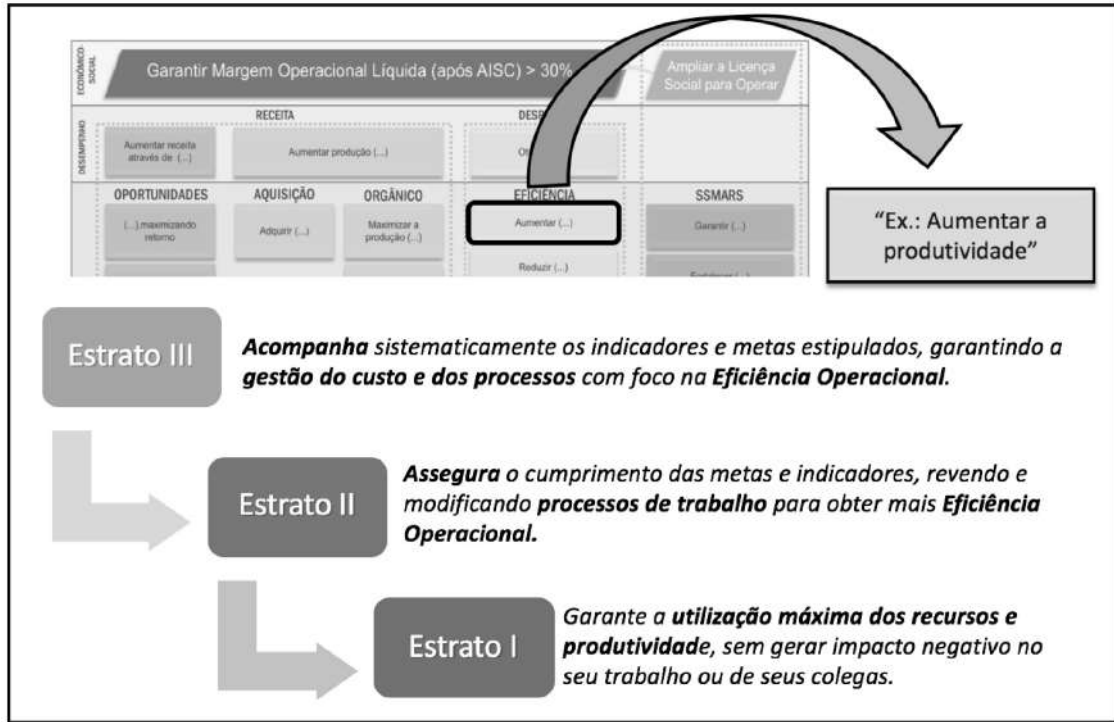 ECONÔMICO-
SOCIAL
Garantir Margem Operacional Líquida (após AISC) > 30%
Ampliar a Licença
Social para Operar
DESEMPENHO
RECEITA
Aumentar receita
através de (...)
Aumentar produção (...)
OPORTUNIDADES
AQUISIÇÃO
ORGÂNICO
EFICIÊNCIA
SSMARS
(...) maximizando
retorno
Adquirir (...)
Maximizar a
produção (...)
Aumentar (...)
Garantir (...)
Reduzir (...)
"Ex.: Aumentar a
produtividade"
Estrato III
Acompanha sistematicamente os indicadores e metas estipulados, garantindo a
gestão do custo e dos processos com foco na Eficiência Operacional.
Estrato II
Assegura o cumprimento das metas e indicadores, revendo e
modificando processos de trabalho para obter mais Eficiência
Operacional.
Estrato I
Garante a utilização máxima dos recursos e
produtividade, sem gerar impacto negativo no
seu trabalho ou de seus colegas.